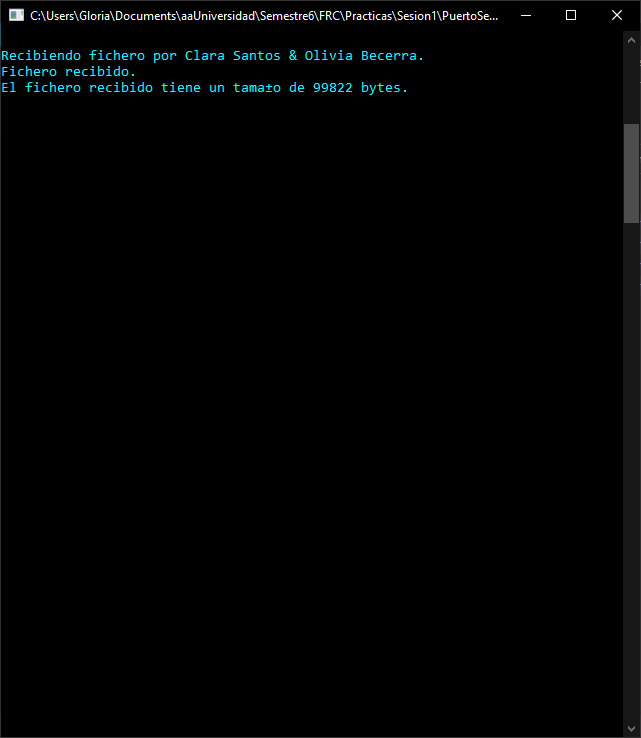 C:\Users\Gloria\Documents\aaUniversidad\Semestre6\FRC\Practicas\Sesion1\PuertoSe...
Recibiendo fichero por Clara Santos & Olivia Becerra.
Fichero recibido.
El fichero recibido tiene un tama±o de 99822 bytes.